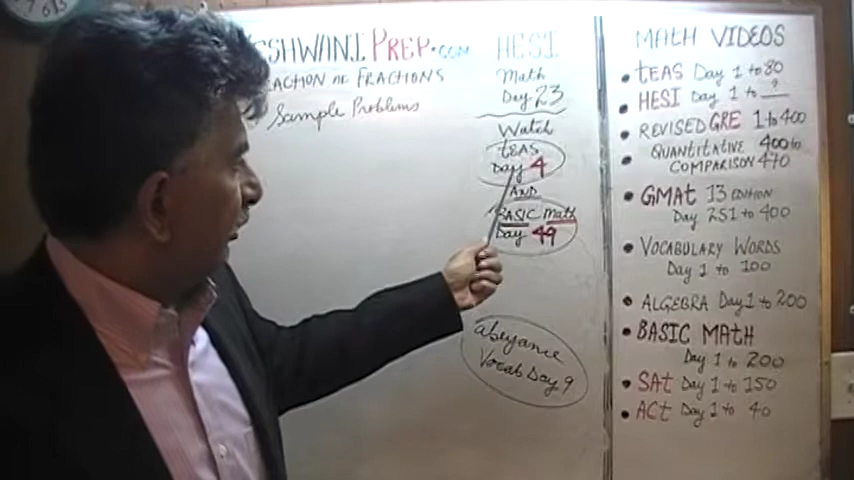 ESHWANI PREP.COM
ACTION OF FRACTIONS
Sample Problems
HESI
Math
Day 23
Watch
TEAS
Day 4
AND
BASIC Math
Day 49
abeyance
Vocab Day 9
MATH VIDEOS
• TEAS Day 1 to 80
• HESI Day 1 to ?
• REVISED GRE 1 to 400
• QUANTITATIVE 400 to
COMPARISON 470
• GMAT 13 EDITION
Day 251 to 400
• VOCABULARY WORDS
Day 1 to 100
• ALGEBRA Day 1 to 200
• BASIC MATH
Day 1 to 200
• SAT Day 1 to 150
• ACT Day 1 to 40